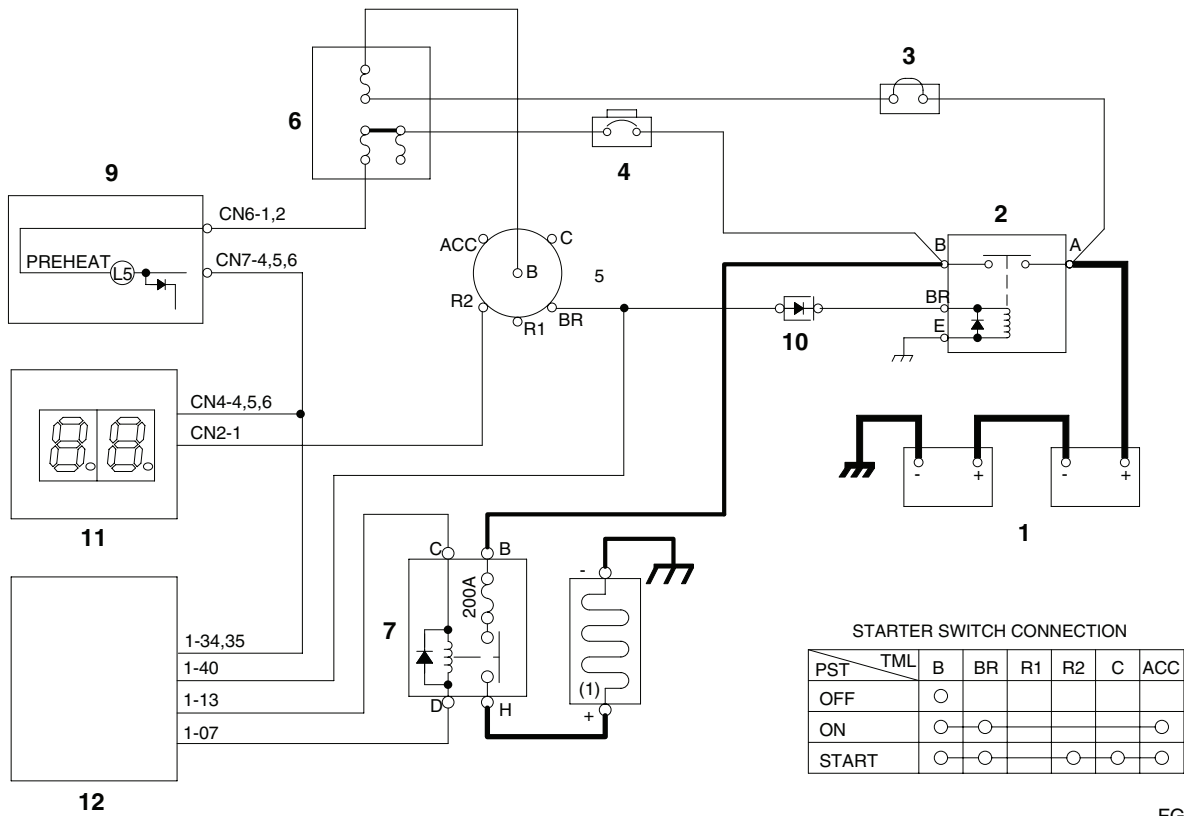 3
6
4
9
CN6-1,2
2
PREHEAT
L5
CN7-4,5,6
ACC
C
B
5
B
A
R2
R1
BR
BR
10
E
CN4-4,5,6
CN2-1
8 8
- + - +
11
1
C
B
-
200A
7
1-34,35
1-40
1-13
(1)
D
H
+
1-07
12
STARTER SWITCH CONNECTION
PST TML B BR R1 R2 C ACC
OFF
ON
START